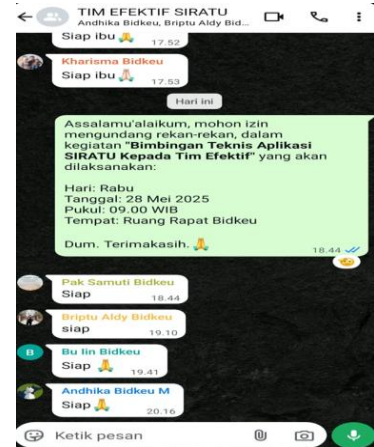 TIM EFEKTIF SIRATU
Andhika Bidkeu, Briptu Aldy Bid...
Siap ibu 🙏
17.52
Kharisma Bidkeu
Siap ibu 🙏
17.53
Hari ini
Assalamu'alaikum, mohon izin
mengundang rekan-rekan, dalam
kegiatan "Bimbingan Teknis Aplikasi
SIRATU Kepada Tim Efektif" yang akan
dilaksanakan:
Hari: Rabu
Tanggal: 28 Mei 2025
Pukul: 09.00 WIB
Tempat: Ruang Rapat Bidkeu
Dum. Terimakasih. 🙏
18.44
Pak Samuti Bidkeu
Siap
18.44
Briptu Aldy Bidkeu
siap
19.10
B
Bu Iin Bidkeu
Siap 🙏
19.41
Andhika Bidkeu M
Siap 🙏
20.16
Ketik pesan